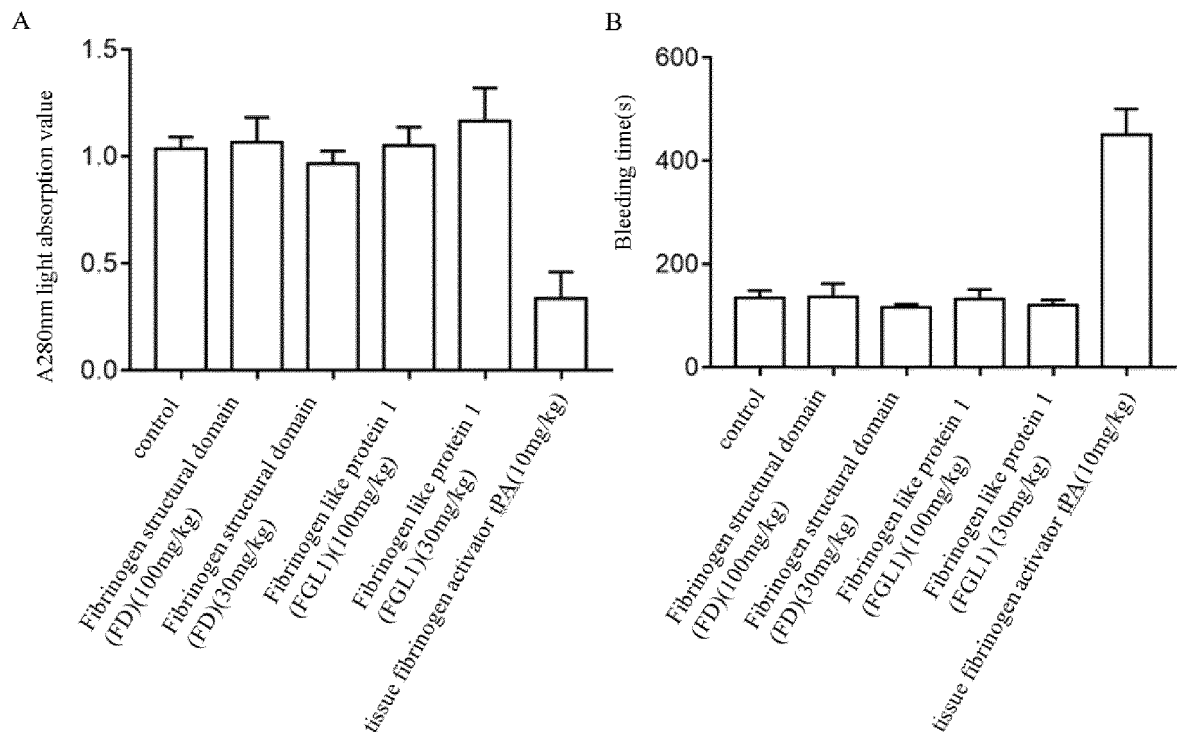 A
A280nm light absorption value
1.5
1.0
0.5
0.0
control
Fibrinogen structural domain
(FD)(100mg/kg)
Fibrinogen structural domain
(FD)(30mg/kg)
Fibrinogen like protein 1
(FGL1)(100mg/kg)
Fibrinogen like protein 1
(FGL1)(30mg/kg)
tissue fibrinogen activator tPA(10mg/kg)
B
Bleeding time(s)
600
400
200
0
control
Fibrinogen structural domain
(FD)(100mg/kg)
Fibrinogen structural domain
(FD)(30mg/kg)
Fibrinogen like protein 1
(FGL1)(100mg/kg)
Fibrinogen like protein 1
(FGL1) (30mg/kg)
tissue fibrinogen activator tPA(10mg/kg)